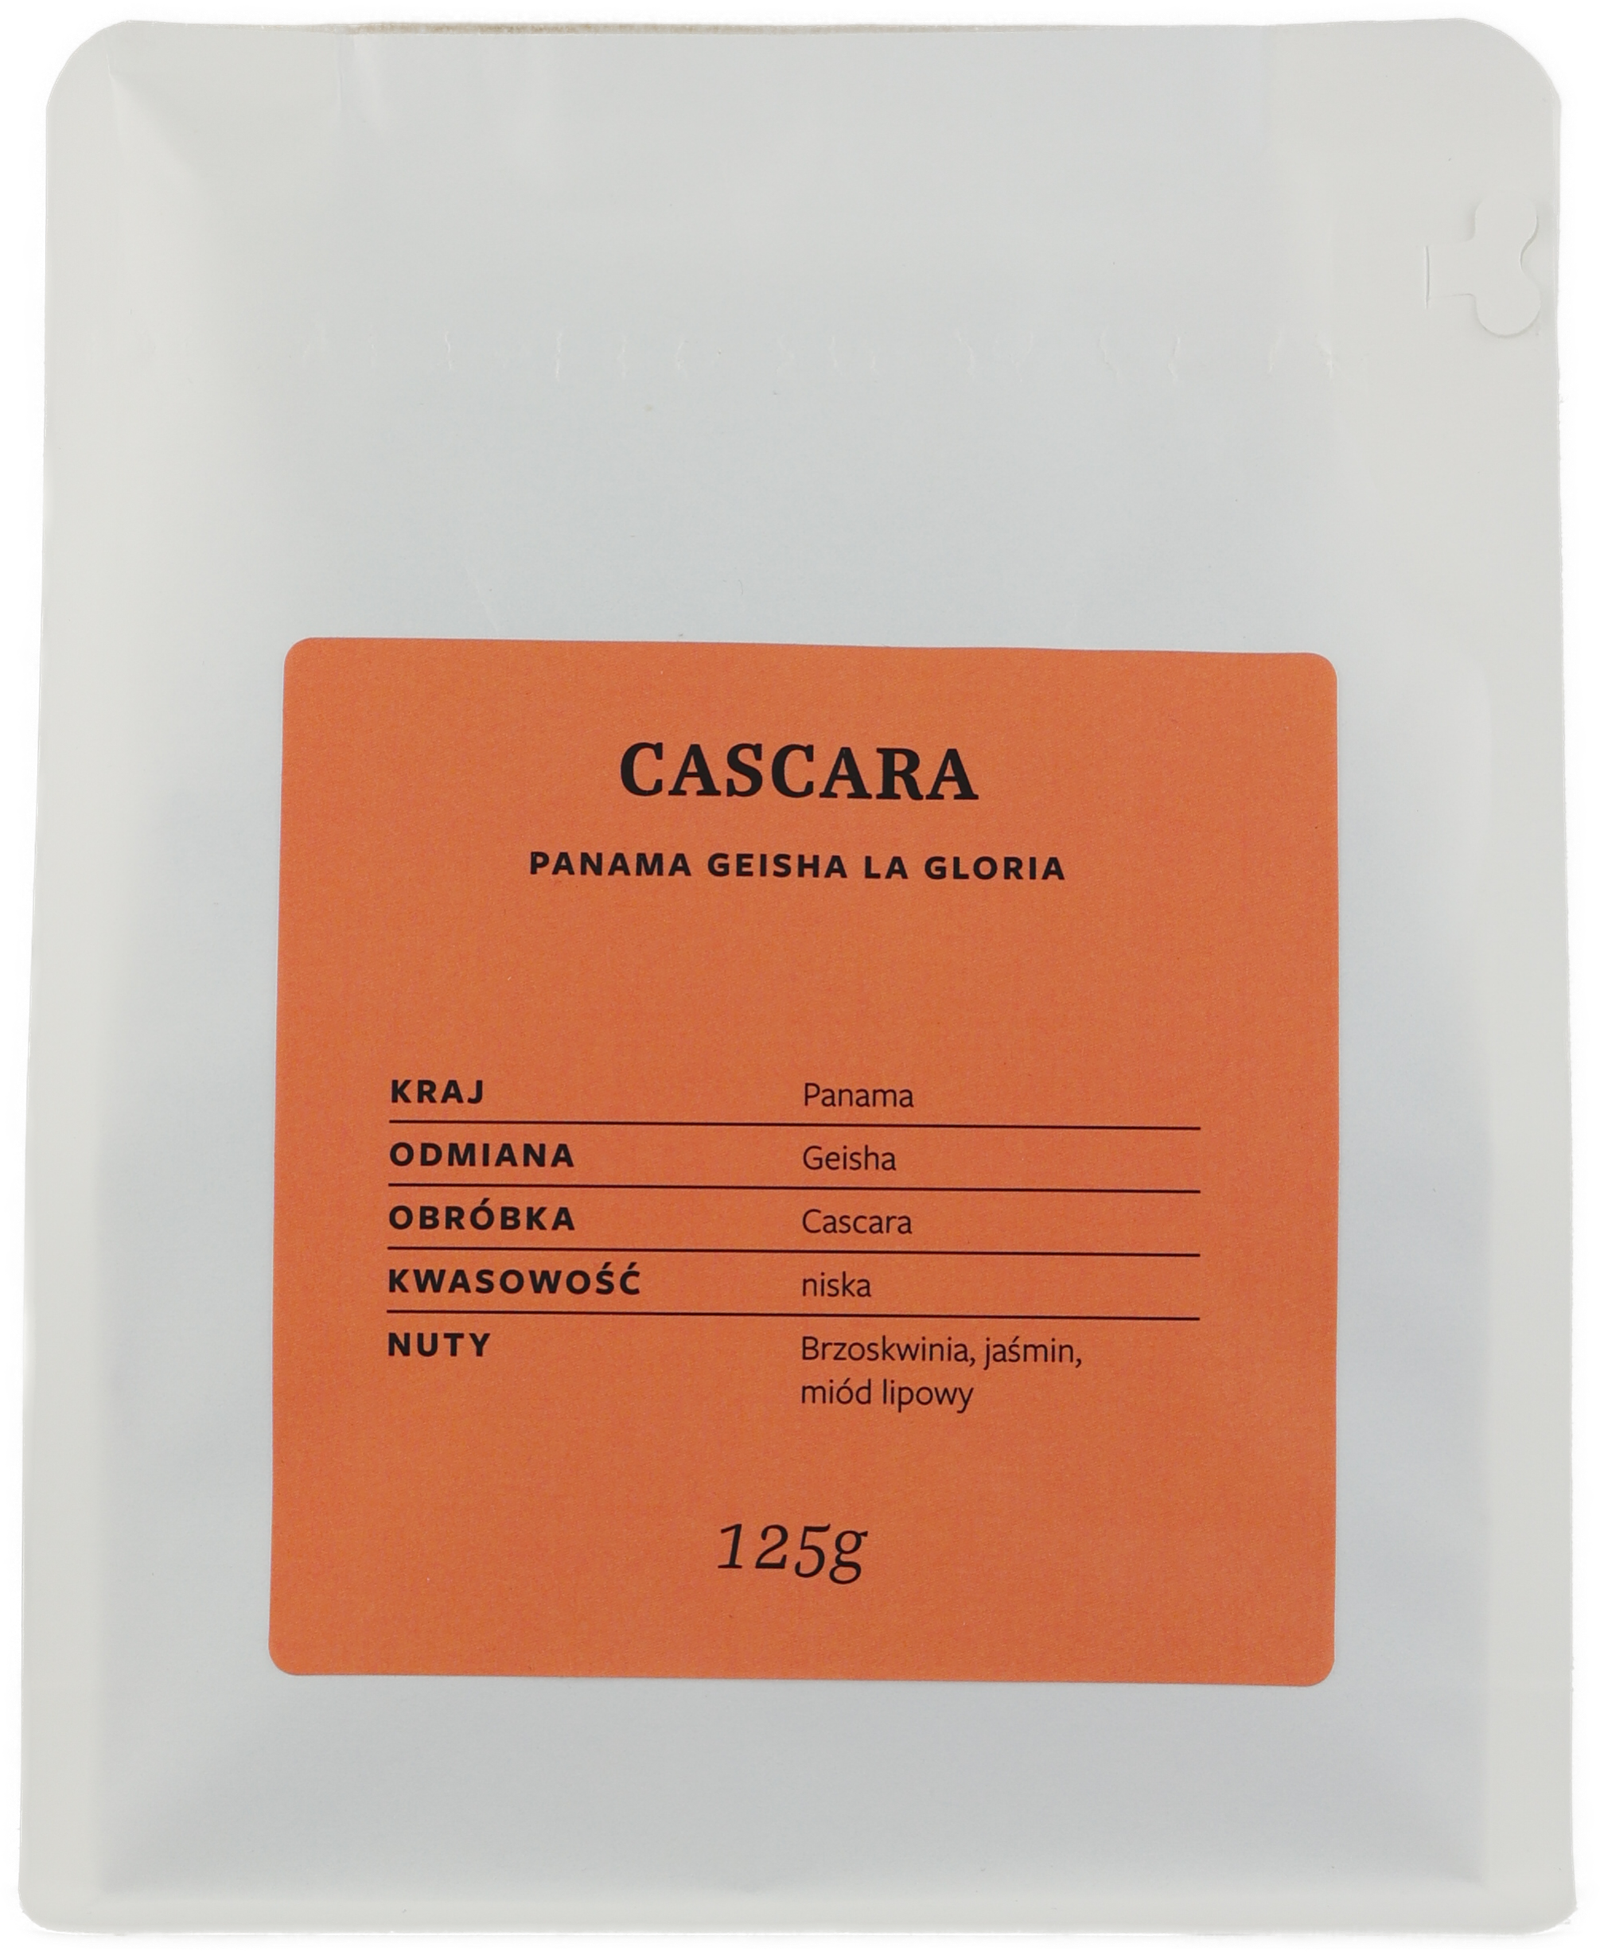 CASCARA
PANAMA GEISHA LA GLORIA
KRAJ Panama
ODMIANA Geisha
OBRÓBKA Cascara
KWASOWOŚĆ niska
NUTY Brzoskwinia, jaśmin,
miód lipowy
125g